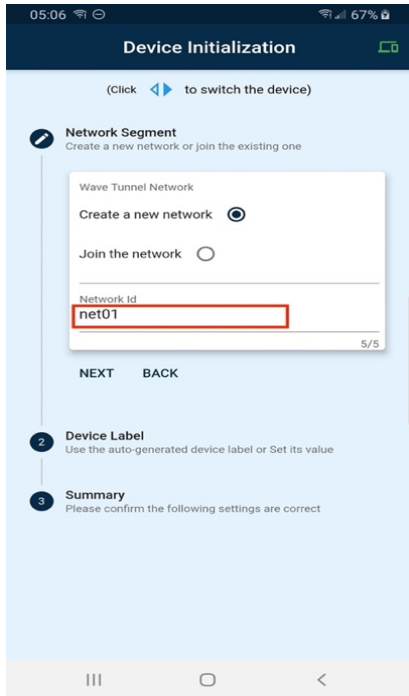 05:06 67%
Device Initialization
(Click to switch the device)
Network Segment
Create a new network or join the existing one
Wave Tunnel Network
Create a new network
Join the network
Network Id
net01
5/5
NEXT BACK
2 Device Label
Use the auto-generated device label or Set its value
3 Summary
Please confirm the following settings are correct